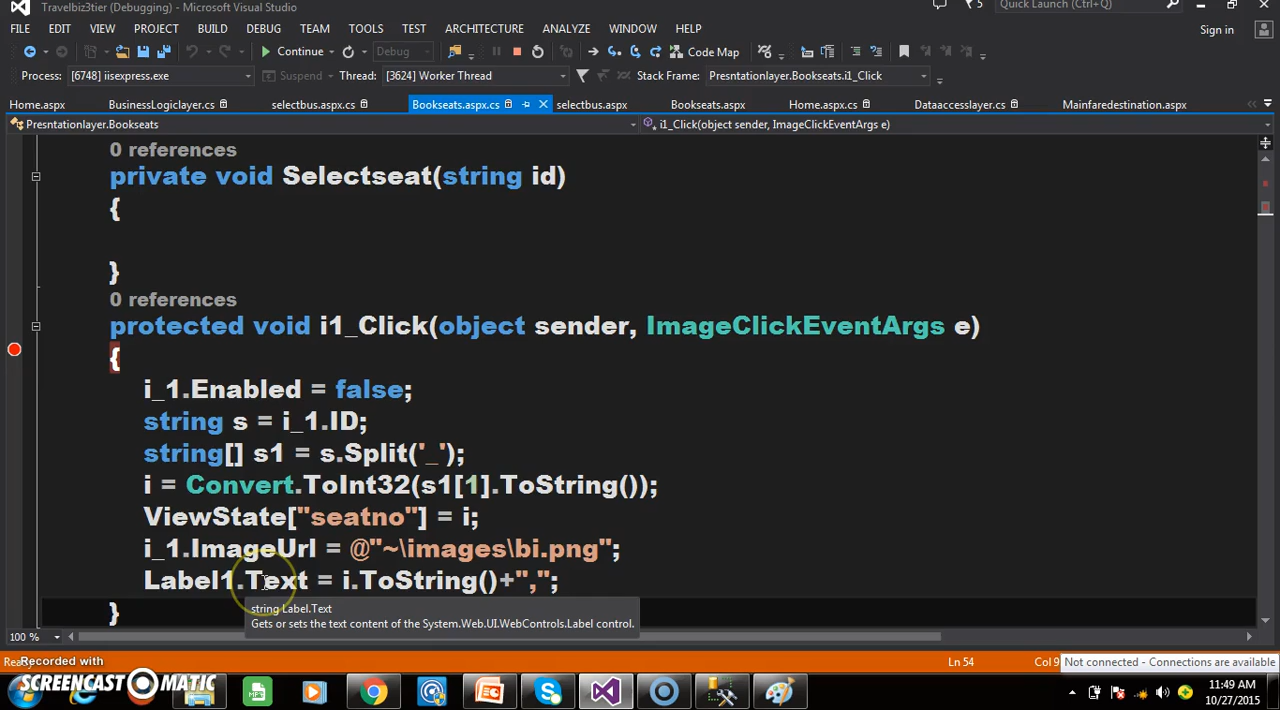 Travelbiz3tier (Debugging) - Microsoft Visual Studio
5
Quick Launch (Ctrl+Q)
FILE EDIT VIEW PROJECT BUILD DEBUG TEAM TOOLS TEST ARCHITECTURE ANALYZE WINDOW HELP
Sign in
Continue Debug Code Map
Process: [6748] iisexpress.exe Suspend Thread: [3624] Worker Thread Stack Frame: Presntationlayer.Bookseats.i1_Click
Home.aspx BusinessLogiclayer.cs selectbus.aspx.cs Bookseats.aspx.cs selectbus.aspx Bookseats.aspx Home.aspx.cs Dataaccesslayer.cs Mainfaredestination.aspx
Presntationlayer.Bookseats i1_Click(object sender, ImageClickEventArgs e)
0 references
private void Selectseat(string id)
{
}
0 references
protected void i1_Click(object sender, ImageClickEventArgs e)
{
i_1.Enabled = false;
string s = i_1.ID;
string[] s1 = s.Split('_');
i = Convert.ToInt32(s1[1].ToString());
ViewState["seatno"] = i;
i_1.ImageUrl = @"~\images\bi.png";
Label1.Text = i.ToString()+",";
}
string Label.Text
Gets or sets the text content of the System.Web.UI.WebControls.Label control.
100 %
Ln 54 Not connected - Connections are available
Recorded with
SCREENCAST MATIC
MP3
11:49 AM
10/27/2015